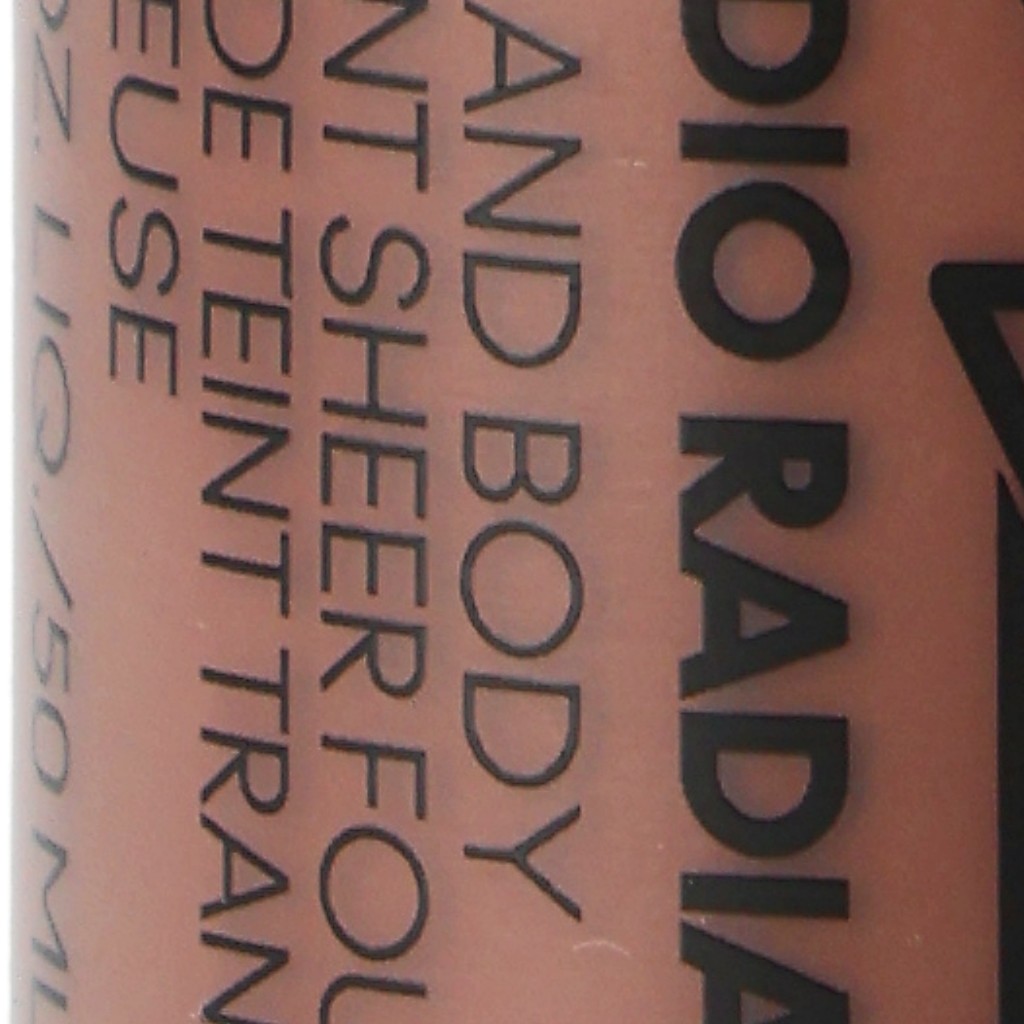 DIO RADIA
AND BODY
NT SHEER FOU
DE TEINT TRAN
EUSE
OZ. LIQ./50 ML